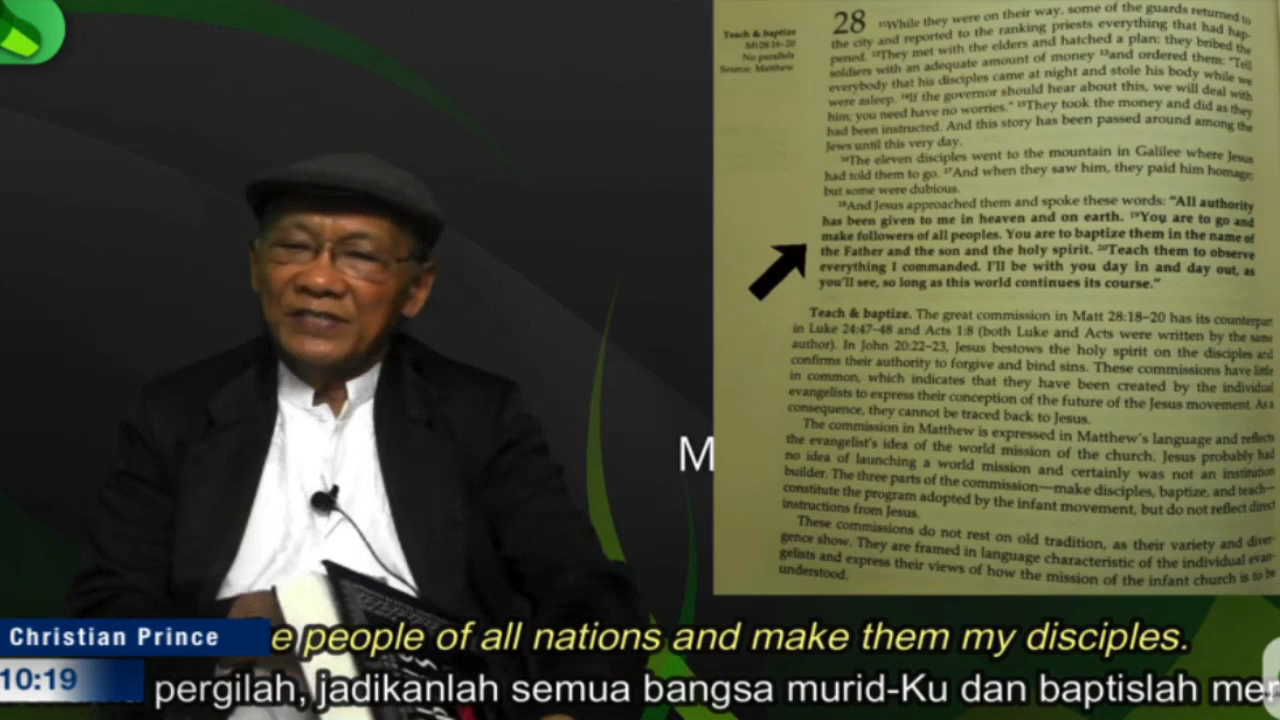 Teach & baptize
Mt28:16–20
No parallels
Source: Matthew
28 ¹¹While they were on their way, some of the guards returned to
the city and reported to the ranking priests everything that had hap-
pened. ¹²They met with the elders and hatched a plan: they bribed the
soldiers with an adequate amount of money ¹³and ordered them: "Tell
everybody that his disciples came at night and stole his body while we
were asleep. ¹⁴If the governor should hear about this, we will deal with
him; you need have no worries." ¹⁵They took the money and did as they
had been instructed. And this story has been passed around among the
Jews until this very day.
¹⁶The eleven disciples went to the mountain in Galilee where Jesus
had told them to go. ¹⁷And when they saw him, they paid him homage;
but some were dubious.
¹⁸And Jesus approached them and spoke these words: "All authority
has been given to me in heaven and on earth. ¹⁹You are to go and
make followers of all peoples. You are to baptize them in the name of
the Father and the son and the holy spirit. ²⁰Teach them to observe
everything I commanded. I'll be with you day in and day out, as
you'll see, so long as this world continues its course."
Teach & baptize. The great commission in Matt 28:18–20 has its counterpart
in Luke 24:47–48 and Acts 1:8 (both Luke and Acts were written by the same
author). In John 20:22–23, Jesus bestows the holy spirit on the disciples and
confirms their authority to forgive and bind sins. These commissions have little
in common, which indicates that they have been created by the individual
evangelists to express their conception of the future of the Jesus movement. As a
consequence, they cannot be traced back to Jesus.
The commission in Matthew is expressed in Matthew's language and reflects
the evangelist's idea of the world mission of the church. Jesus probably had
no idea of launching a world mission and certainly was not an institution
builder. The three parts of the commission—make disciples, baptize, and teach—
constitute the program adopted by the infant movement, but do not reflect direct
instructions from Jesus.
These commissions do not rest on old tradition, as their variety and diver-
gence show. They are framed in language characteristic of the individual evan-
gelists and express their views of how the mission of the infant church is to be
understood.
M
Christian Prince
e people of all nations and make them my disciples.
10:19
pergilah, jadikanlah semua bangsa murid-Ku dan baptislah mer